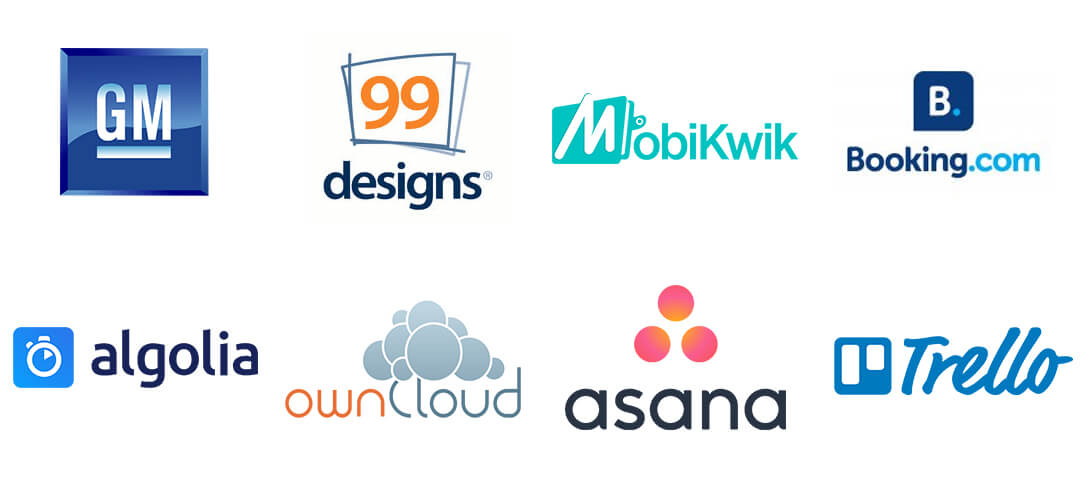 GM
99
designs®
MobiKwik
B.
Booking.com
algolia
ownCloud
asana
Trello